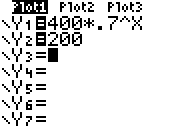 Plot1 Plot2 Plot3
\Y1=400*.7^X
\Y2=200
\Y3=
\Y4=
\Y5=
\Y6=
\Y7=